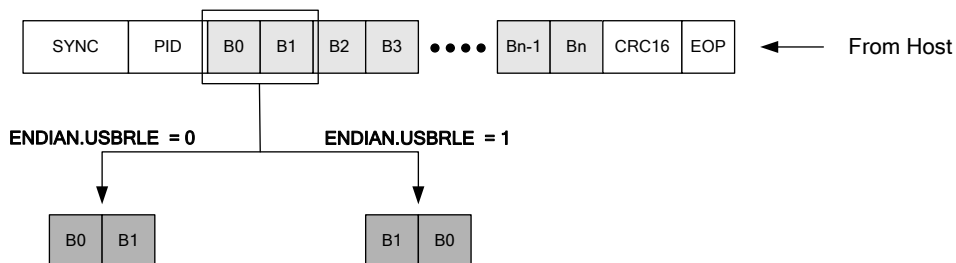 SYNC PID B0 B1 B2 B3 Bn-1 Bn CRC16 EOP From Host
ENDIAN.USBRLE = 0 ENDIAN.USBRLE = 1
B0 B1 B1 B0